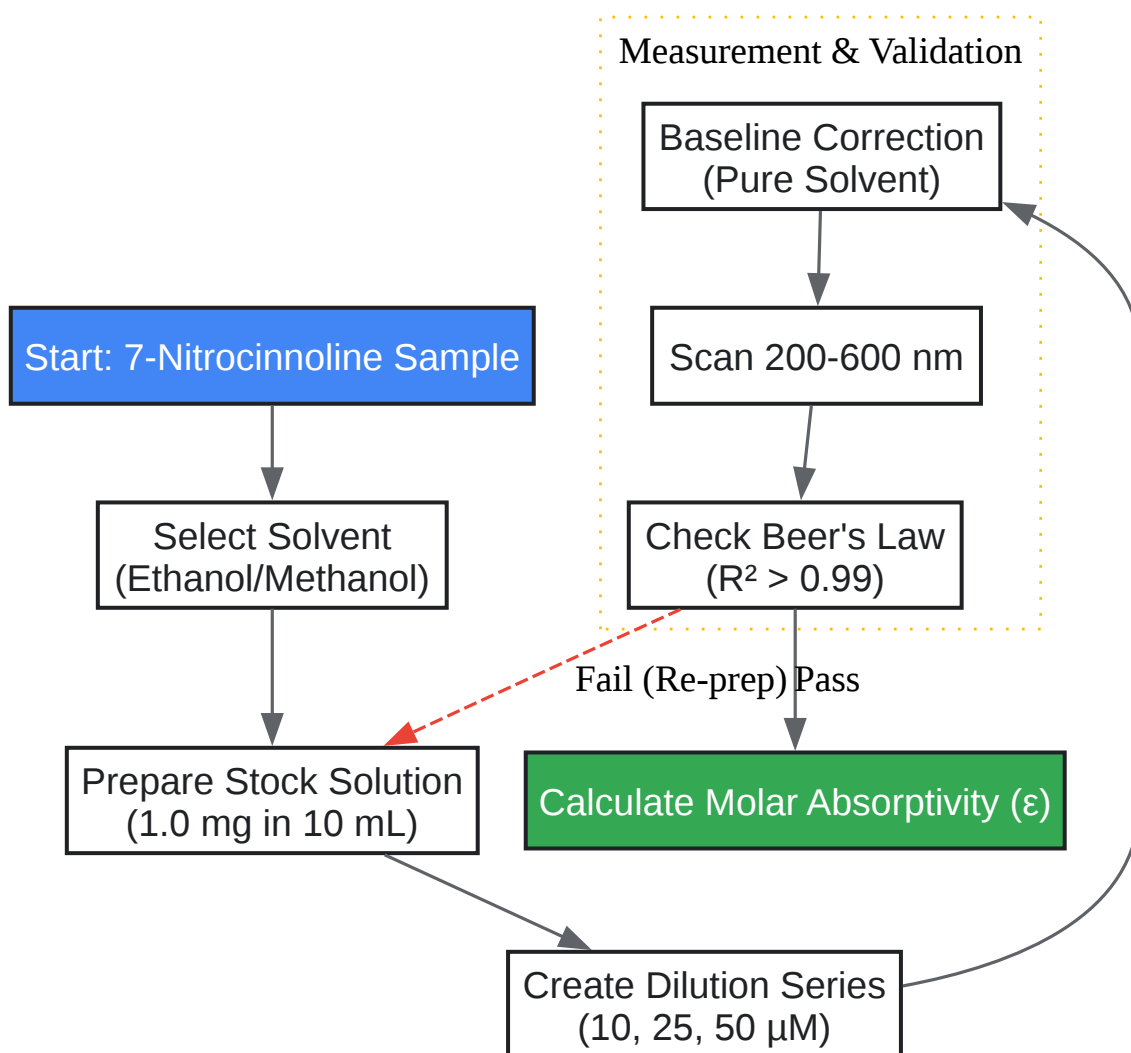 Measurement & Validation
Baseline Correction
(Pure Solvent)
Start: 7-Nitrocinnoline Sample
Scan 200-600 nm
Select Solvent
(Ethanol/Methanol)
Check Beer's Law
(R² > 0.99)
Fail (Re-prep)
Pass
Prepare Stock Solution
(1.0 mg in 10 mL)
Calculate Molar Absorptivity (ε)
Create Dilution Series
(10, 25, 50 µM)